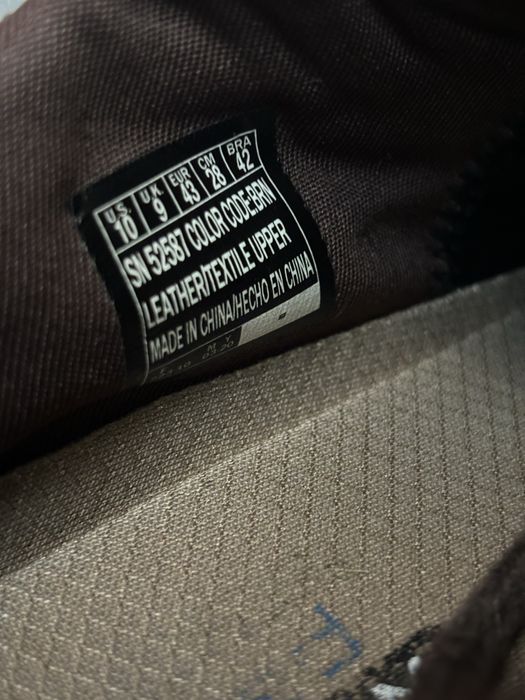 U.S. U.K. EUR CM BRA
10 9 43 28 42
SN 52587 COLOR CODE:BRN
LEATHER/TEXTILE UPPER
MADE IN CHINA/HECHO EN CHINA
M Y